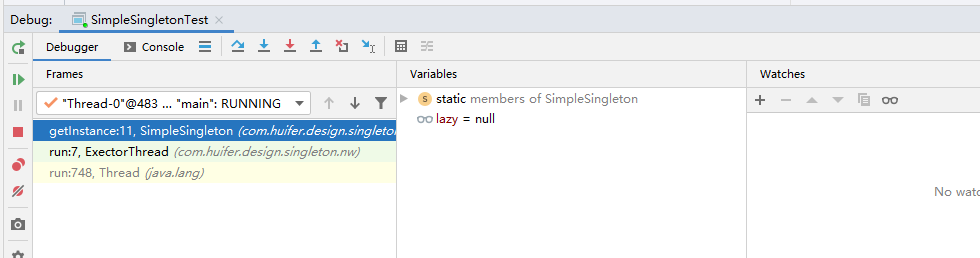 Debug: SimpleSingletonTest
Debugger Console
Frames
"Thread-0"@483 ... "main": RUNNING
getInstance:11, SimpleSingleton (com.huifer.design.singleton
run:7, ExectorThread (com.huifer.design.singleton.nw)
run:748, Thread (java.lang)
Variables
static members of SimpleSingleton
lazy = null
Watches
No watc